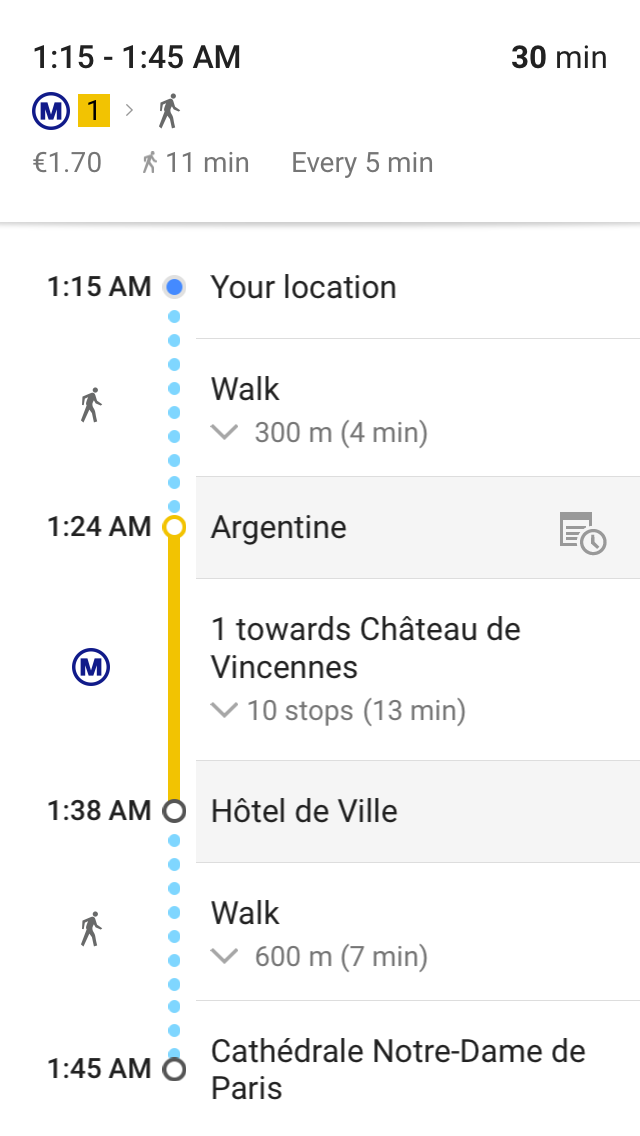 1:15 - 1:45 AM 30 min
M 1
€1.70 11 min Every 5 min
1:15 AM Your location
Walk
300 m (4 min)
1:24 AM Argentine
1 towards Château de
Vincennes
M
10 stops (13 min)
1:38 AM Hôtel de Ville
Walk
600 m (7 min)
Cathédrale Notre-Dame de
1:45 AM
Paris